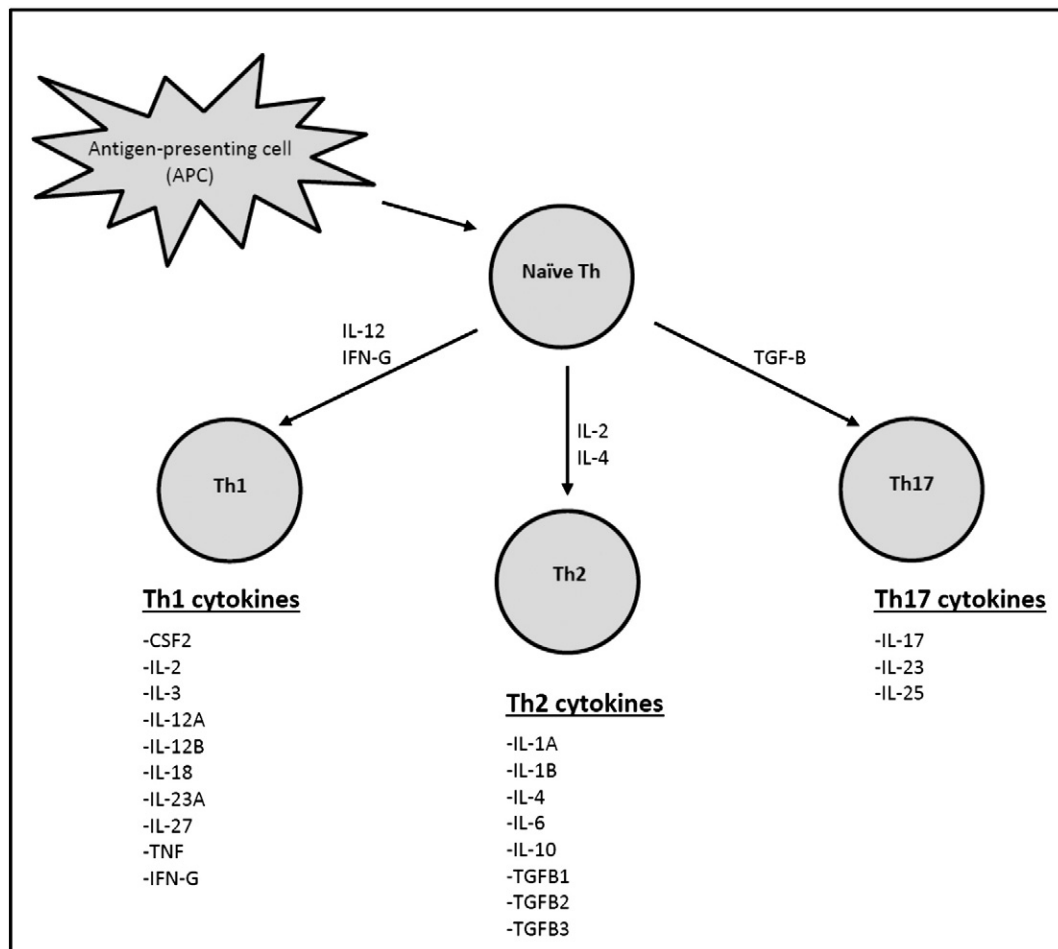 Antigen-presenting cell
(APC)
Naïve Th
IL-12
IFN-G
TGF-B
IL-2
IL-4
Th1
Th17
Th2
Th1 cytokines
-CSF2
-IL-2
-IL-3
-IL-12A
-IL-12B
-IL-18
-IL-23A
-IL-27
-TNF
-IFN-G
Th2 cytokines
-IL-1A
-IL-1B
-IL-4
-IL-6
-IL-10
-TGFB1
-TGFB2
-TGFB3
Th17 cytokines
-IL-17
-IL-23
-IL-25